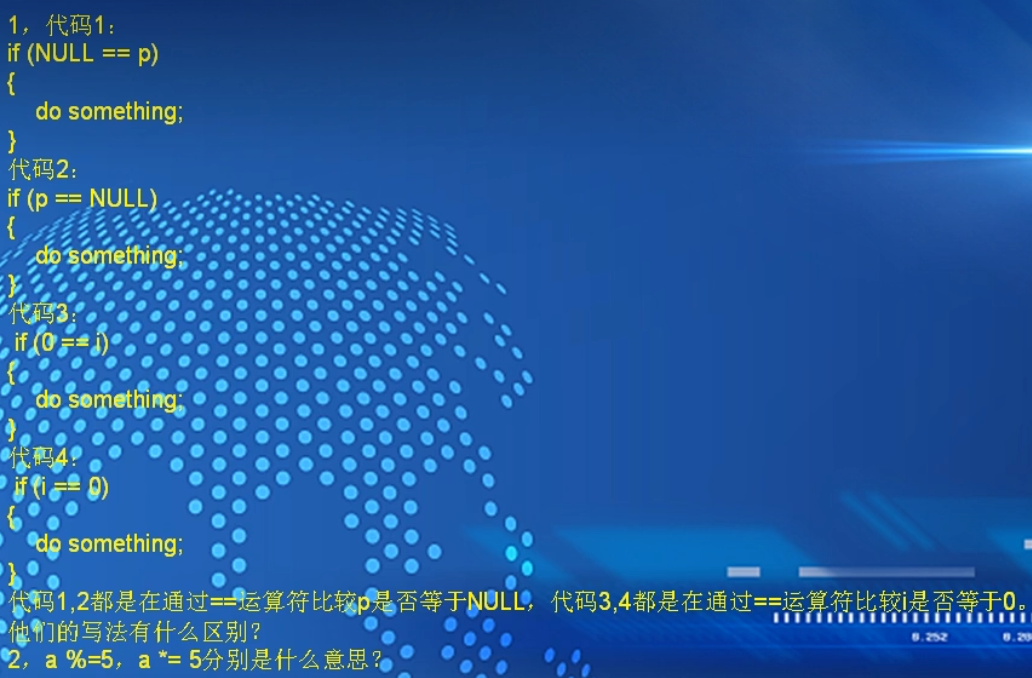 1，代码1：
if (NULL == p)
{
do something;
}
代码2：
if (p == NULL)
{
do something;
}
代码3：
if (0 == i)
{
do something;
}
代码4：
if (i == 0)
{
do something;
}
代码1,2都是在通过==运算符比较p是否等于NULL，代码3,4都是在通过==运算符比较i是否等于0。
他们的写法有什么区别？
2，a %=5，a *= 5分别是什么意思？
0.252